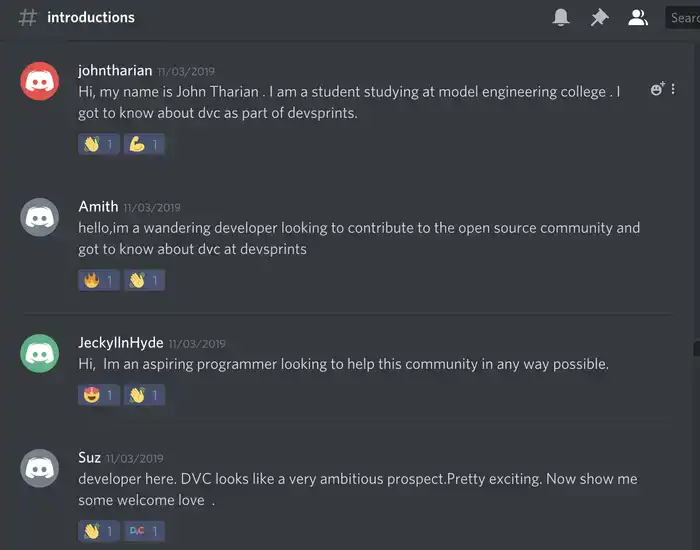 # introductions
Sear
johntharian 11/03/2019
Hi, my name is John Tharian . I am a student studying at model engineering college . I
got to know about dvc as part of devsprints.
1 1
Amith 11/03/2019
hello,im a wandering developer looking to contribute to the open source community and
got to know about dvc at devsprints
1 1
JeckyllnHyde 11/03/2019
Hi,  Im an aspiring programmer looking to help this community in any way possible.
1 1
Suz 11/03/2019
developer here. DVC looks like a very ambitious prospect.Pretty exciting. Now show me
some welcome love  .
1 DVC 1